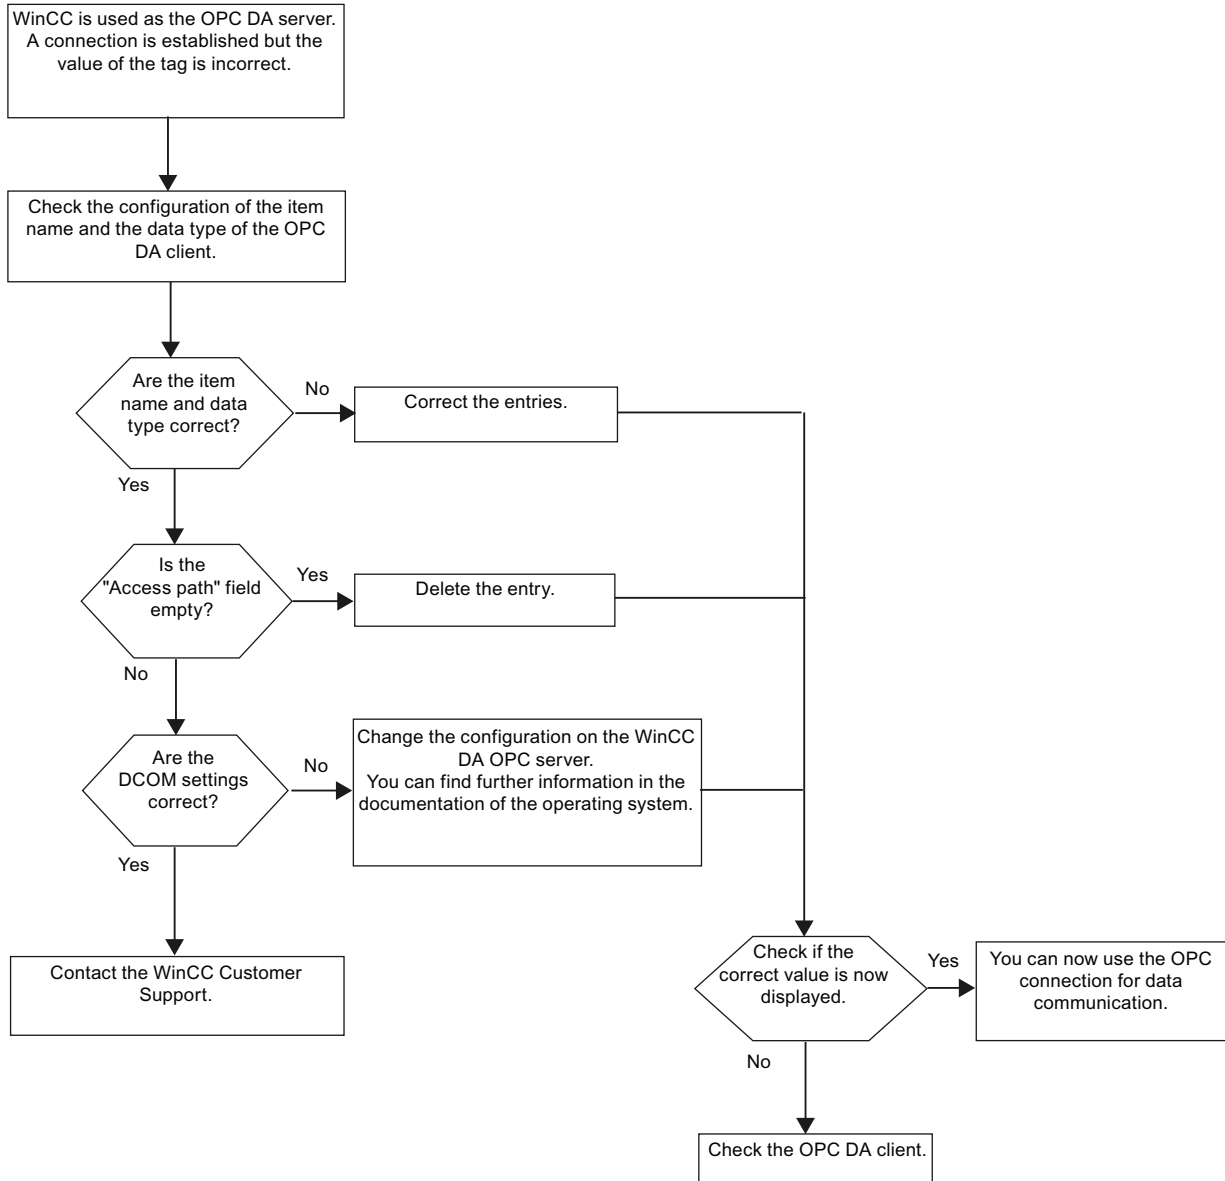 WinCC is used as the OPC DA server.
A connection is established but the
value of the tag is incorrect.
Check the configuration of the item
name and the data type of the OPC
DA client.
Are the item
name and data
type correct?
No
Correct the entries.
Yes
Is the
"Access path" field
empty?
Yes
Delete the entry.
No
Are the
DCOM settings
correct?
No
Change the configuration on the WinCC
DA OPC server.
You can find further information in the
documentation of the operating system.
Yes
Contact the WinCC Customer
Support.
Check if the
correct value is now
displayed.
Yes
You can now use the OPC
connection for data
communication.
No
Check the OPC DA client.